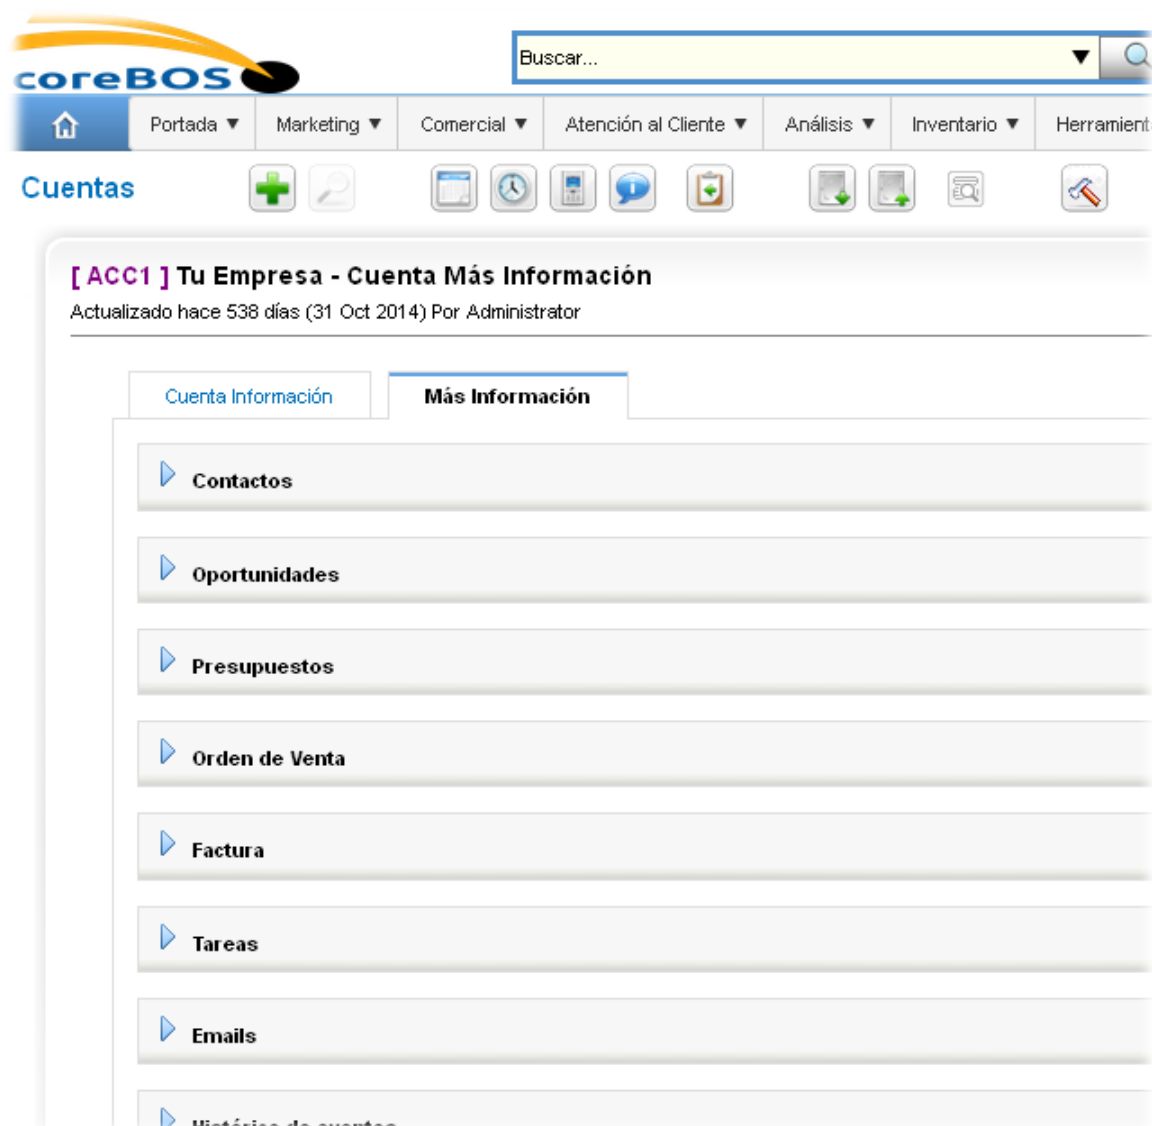 coreBOS
Buscar...
Portada Marketing Comercial Atención al Cliente Análisis Inventario Herramient
Cuentas
[ ACC1 ] Tu Empresa - Cuenta Más Información
Actualizado hace 538 días (31 Oct 2014) Por Administrator
Cuenta Información Más Información
Contactos
Oportunidades
Presupuestos
Orden de Venta
Factura
Tareas
Emails